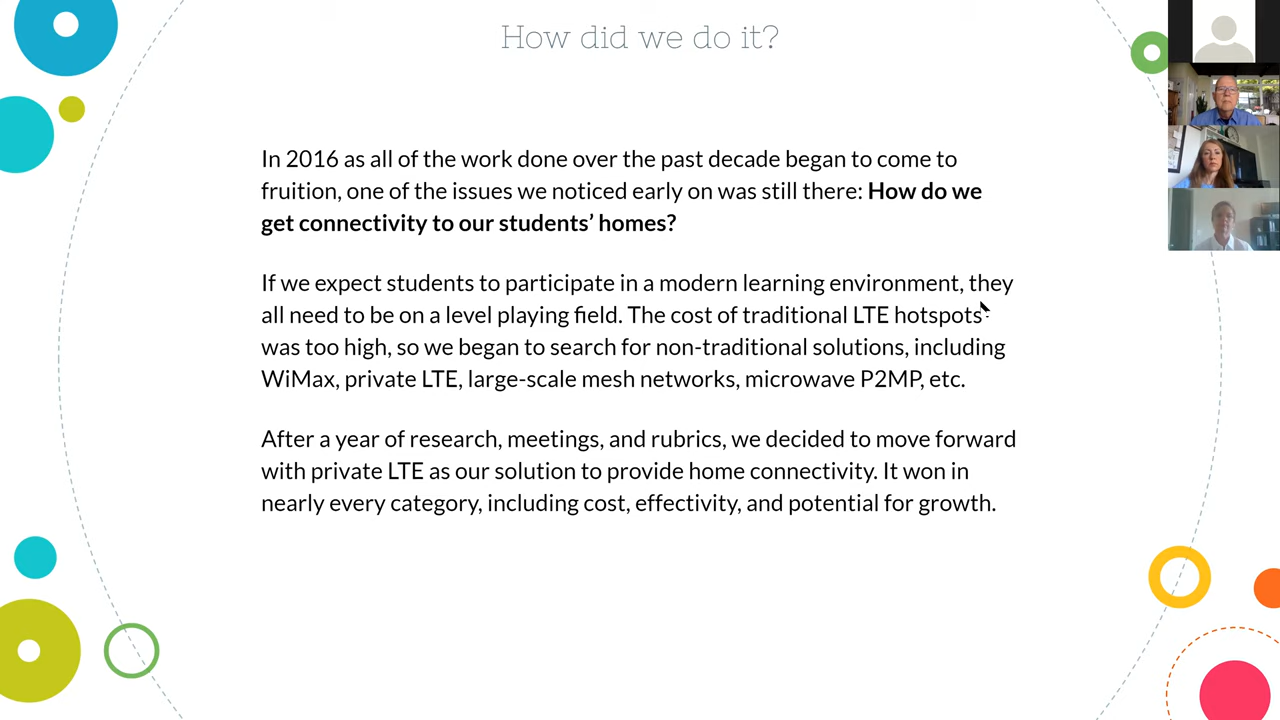 How did we do it?
In 2016 as all of the work done over the past decade began to come to
fruition, one of the issues we noticed early on was still there: How do we
get connectivity to our students’ homes?
If we expect students to participate in a modern learning environment, they
all need to be on a level playing field. The cost of traditional LTE hotspots
was too high, so we began to search for non-traditional solutions, including
WiMax, private LTE, large-scale mesh networks, microwave P2MP, etc.
After a year of research, meetings, and rubrics, we decided to move forward
with private LTE as our solution to provide home connectivity. It won in
nearly every category, including cost, effectivity, and potential for growth.